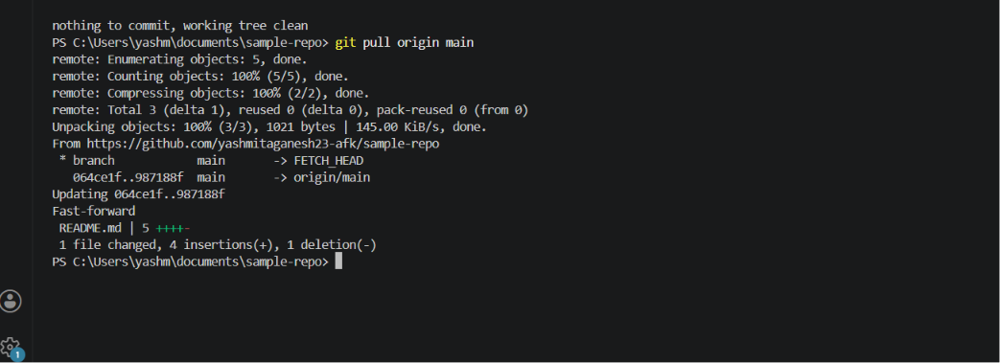 nothing to commit, working tree clean
PS C:\Users\yashm\documents\sample-repo> git pull origin main
remote: Enumerating objects: 5, done.
remote: Counting objects: 100% (5/5), done.
remote: Compressing objects: 100% (2/2), done.
remote: Total 3 (delta 1), reused 0 (delta 0), pack-reused 0 (from 0)
Unpacking objects: 100% (3/3), 1021 bytes | 145.00 KiB/s, done.
From https://github.com/yashmitaganesh23-afk/sample-repo
 * branch            main       -> FETCH_HEAD
   064ce1f..987188f  main       -> origin/main
Updating 064ce1f..987188f
Fast-forward
 README.md | 5 ++++-
 1 file changed, 4 insertions(+), 1 deletion(-)
PS C:\Users\yashm\documents\sample-repo>
1